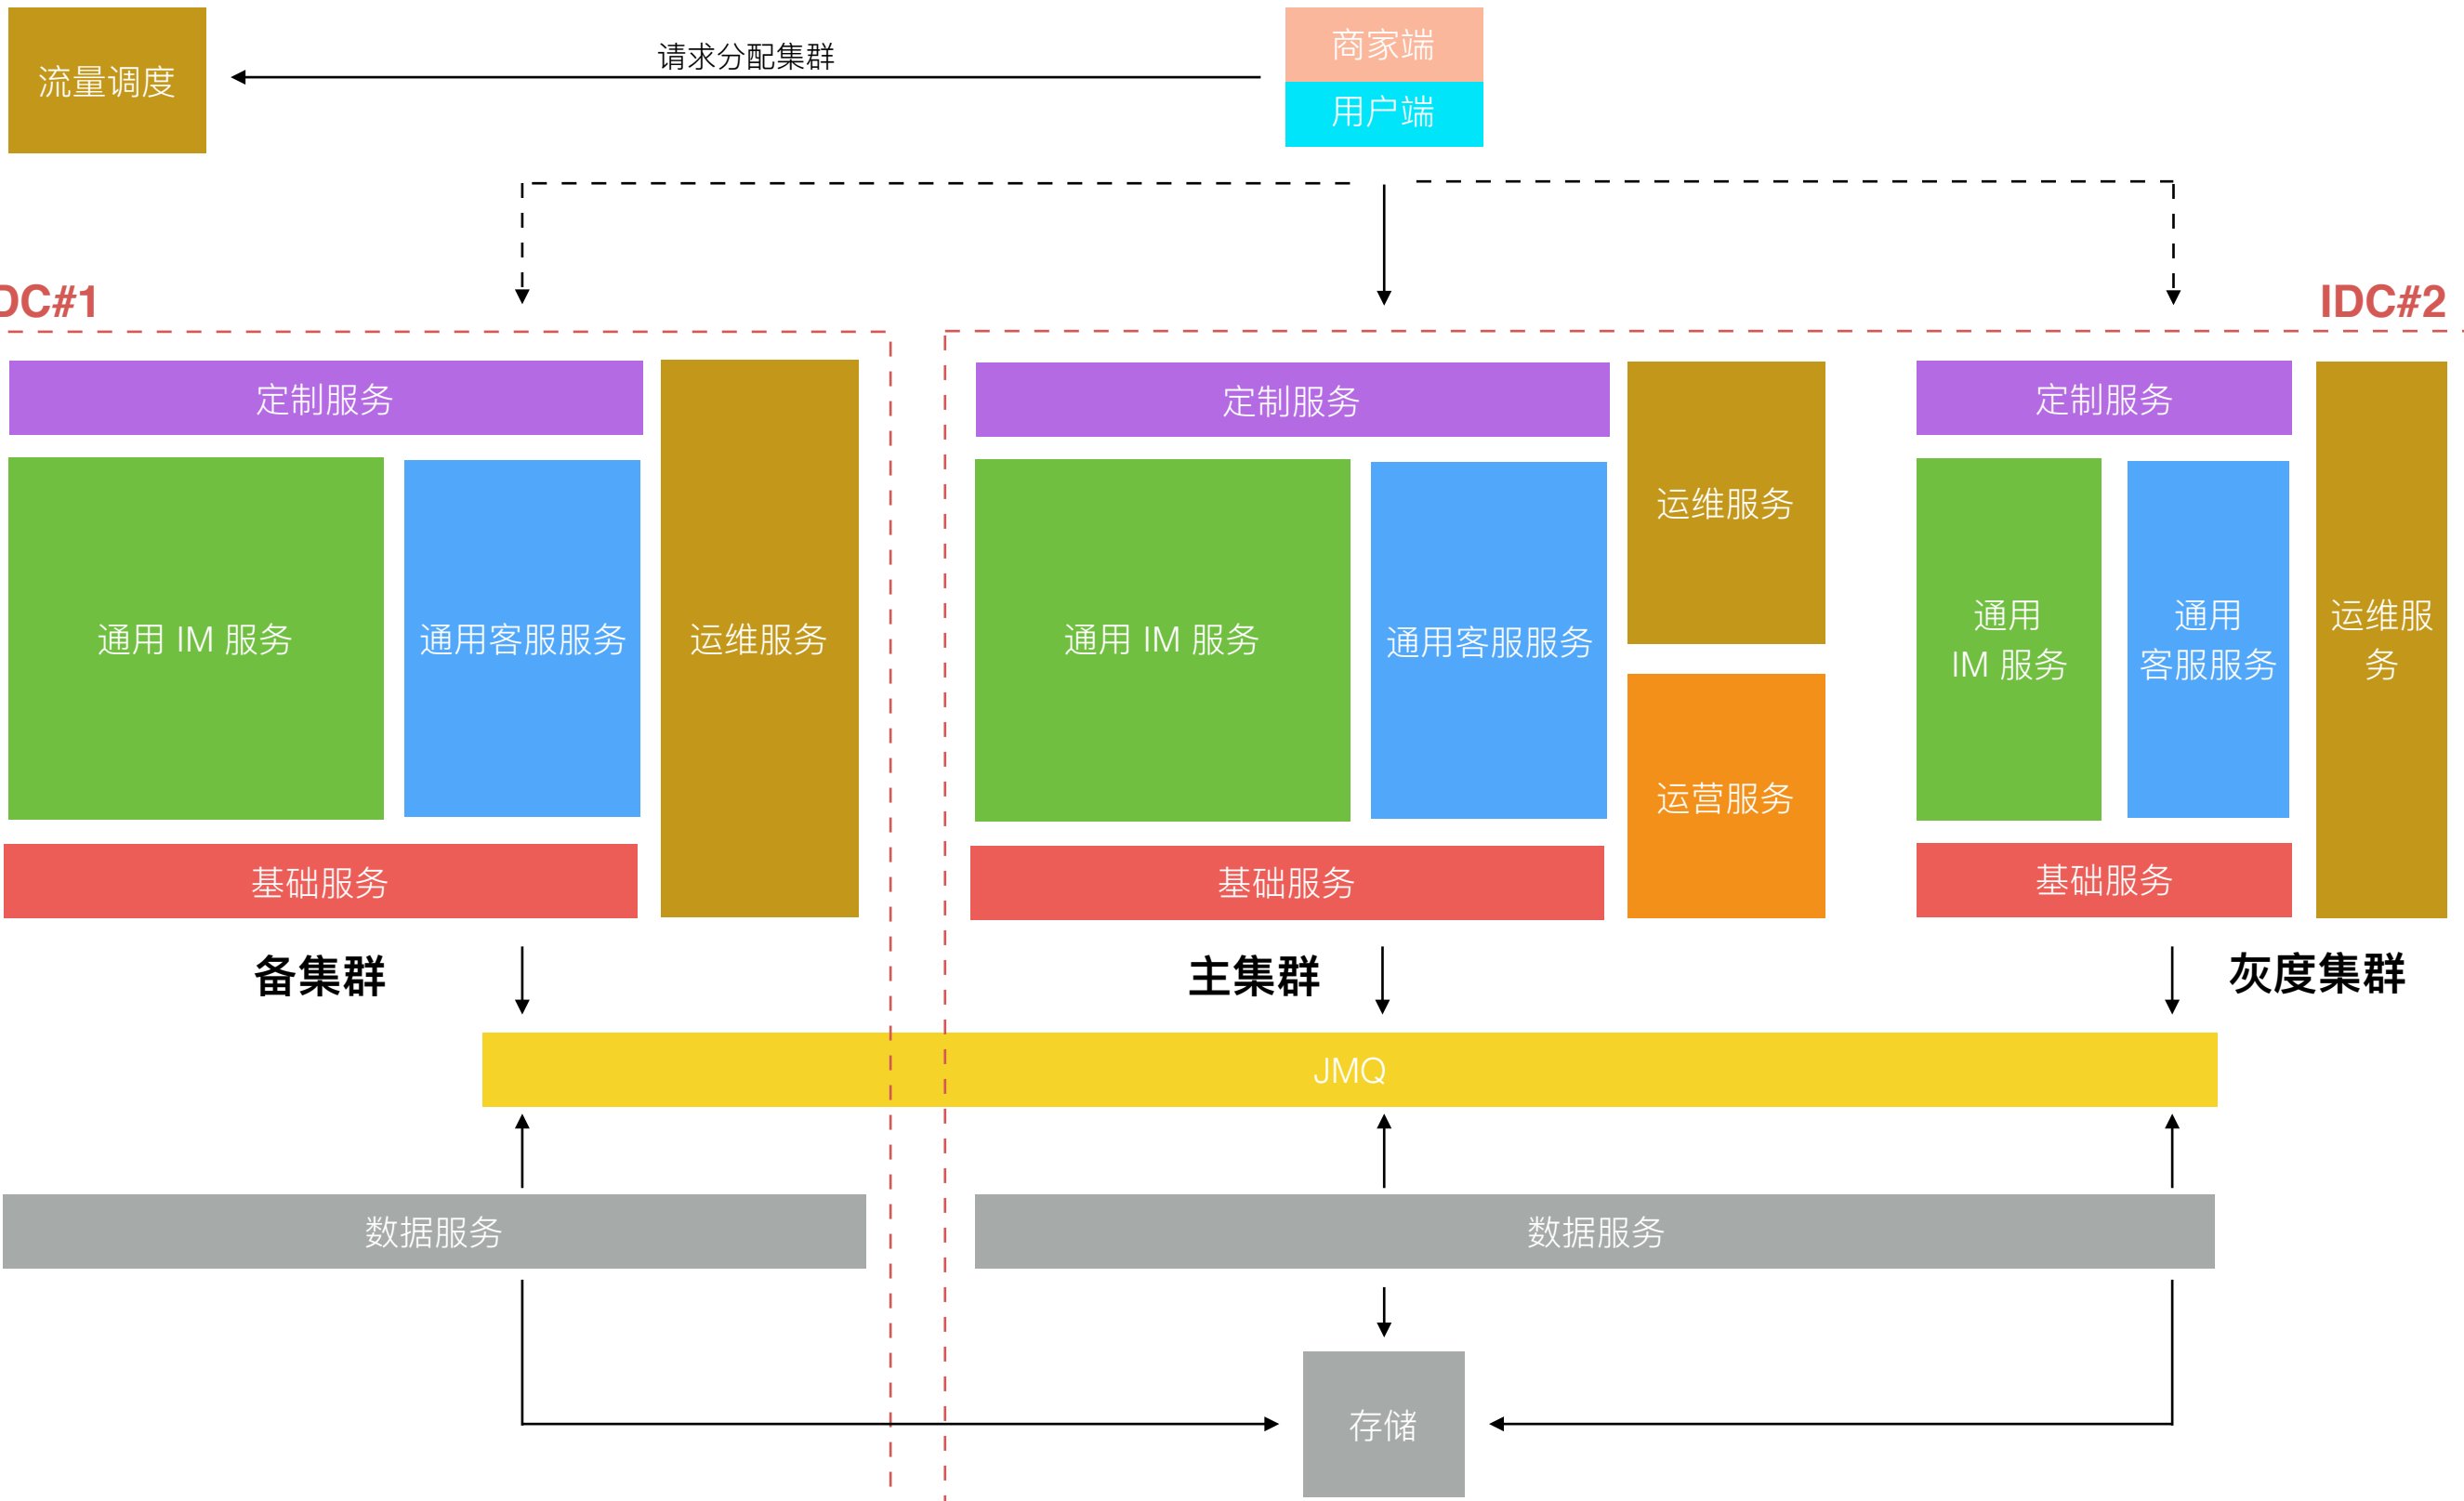 流量调度
请求分配集群
商家端
用户端
DC#1
IDC#2
定制服务
通用 IM 服务
通用客服服务
运维服务
基础服务
备集群
定制服务
通用 IM 服务
通用客服服务
运维服务
运营服务
基础服务
主集群
定制服务
通用
IM 服务
通用
客服服务
运维服
务
基础服务
灰度集群
JMQ
数据服务
数据服务
存储